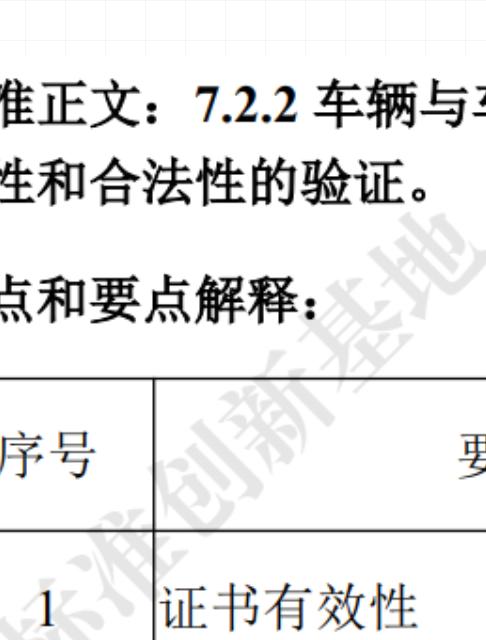 准正文：7.2.2 车辆与车
性和合法性的验证。
点和要点解释：
序号 要
1 证书有效性
标准创新基地